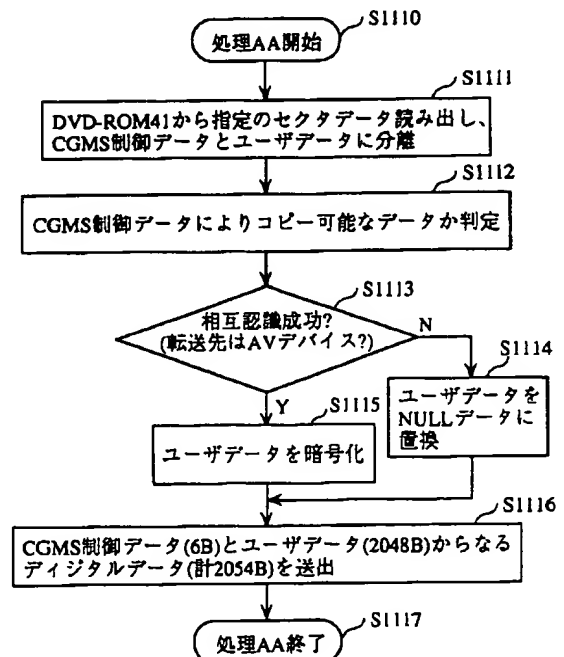 S1110
処理AA開始
S1111
DVD-ROM41から指定のセクタデータ読み出し、
CGMS制御データとユーザデータに分離
S1112
CGMS制御データによりコピー可能なデータか判定
S1113
相互認識成功?
(転送先はAVデバイス?)
N
S1114
ユーザデータを
NULLデータに
置換
Y
S1115
ユーザデータを暗号化
S1116
CGMS制御データ(6B)とユーザデータ(2048B)からなる
ディジタルデータ(計2054B)を送出
S1117
処理AA終了